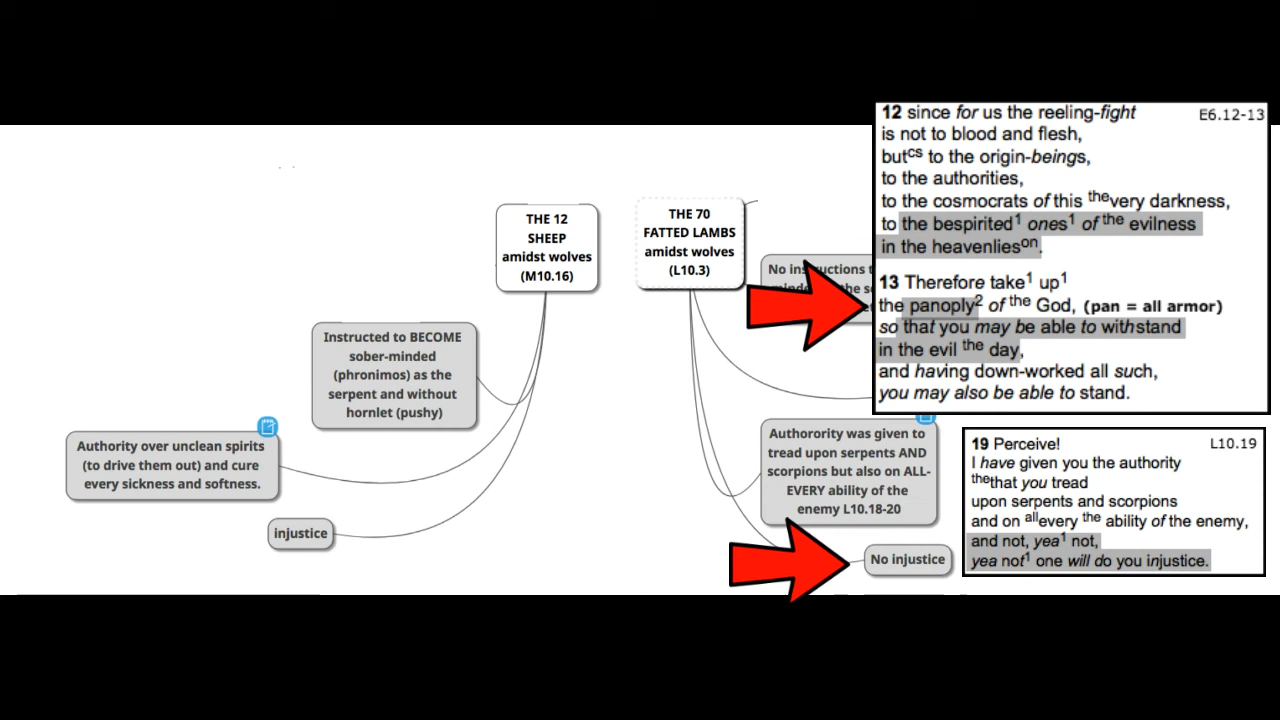 THE 12
SHEEP
amidst wolves
(M10.16)
THE 70
FATTED LAMBS
amidst wolves
(L10.3)
Instructed to BECOME
sober-minded
(phronimos) as the
serpent and without
hornlet (pushy)
Authority over unclean spirits
(to drive them out) and cure
every sickness and softness.
injustice
No instructions
the
Authorority was given to
tread upon serpents AND
scorpions but also on ALL-
EVERY ability of the
enemy L10.18-20
No injustice
12 since for us the reeling-fight E6.12-13
is not to blood and flesh,
butcs to the origin-beings,
to the authorities,
to the cosmocrats of this thevery darkness,
to the bespirited1 ones1 of the evilness
in the heavenlieson.
13 Therefore take1 up1
the panoply2 of the God, (pan = all armor)
so that you may be able to withstand
in the evil the day,
and having down-worked all such,
you may also be able to stand.
19 Perceive! L10.19
I have given you the authority
thethat you tread
upon serpents and scorpions
and on allevery the ability of the enemy,
and not, yea1 not,
yea not1 one will do you injustice.